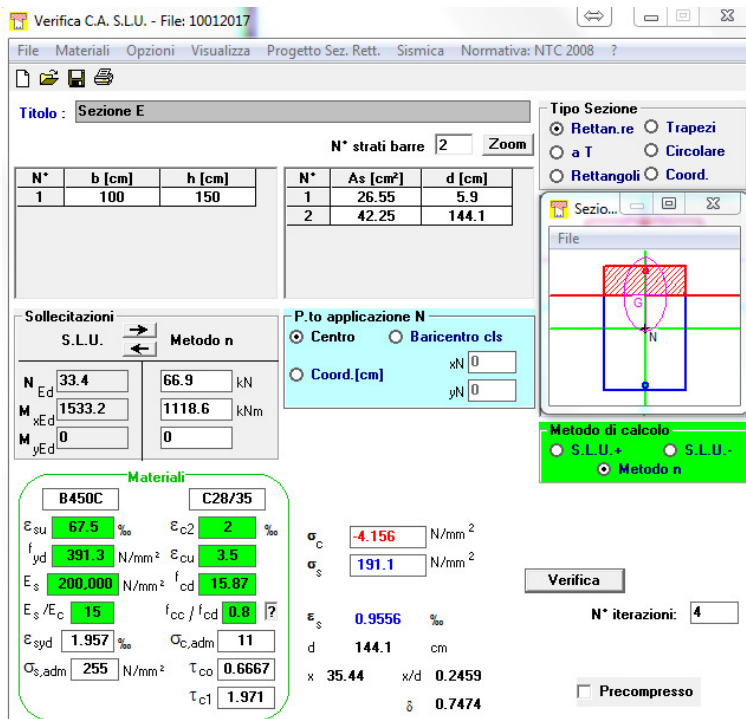 Verifica C.A. S.L.U. - File: 10012017
File Materiali Opzioni Visualizza Progetto Sez. Rett. Sismica Normativa: NTC 2008 ?
Titolo : Sezione E
N° strati barre 2 Zoom
N° b [cm] h [cm]
1 100 150
N° As [cm²] d [cm]
1 26.55 5.9
2 42.25 144.1
Tipo Sezione
Rettan.re Trapezi
a T Circolare
Rettangoli Coord.
Sezio...
File
G
N
Sollecitazioni
S.L.U. Metodo n
N Ed 33.4 66.9 kN
M xEd 1533.2 1118.6 kNm
M yEd 0 0
P.to applicazione N
Centro Baricentro cls
Coord.[cm] xN 0
yN 0
Metodo di calcolo
S.L.U.+ S.L.U.-
Metodo n
Materiali
B450C C28/35
εsu 67.5 ‰ εc2 2 ‰
fyd 391.3 N/mm² εcu 3.5
Es 200,000 N/mm² fcd 15.87
Es/Ec 15 fcc / fcd 0.8 ?
εsyd 1.957 ‰ σc,adm 11
σs,adm 255 N/mm² τco 0.6667
τc1 1.971
σc -4.156 N/mm²
σs 191.1 N/mm²
εs 0.9556 ‰
d 144.1 cm
x 35.44 x/d 0.2459
δ 0.7474
Verifica
N° iterazioni: 4
Precompresso